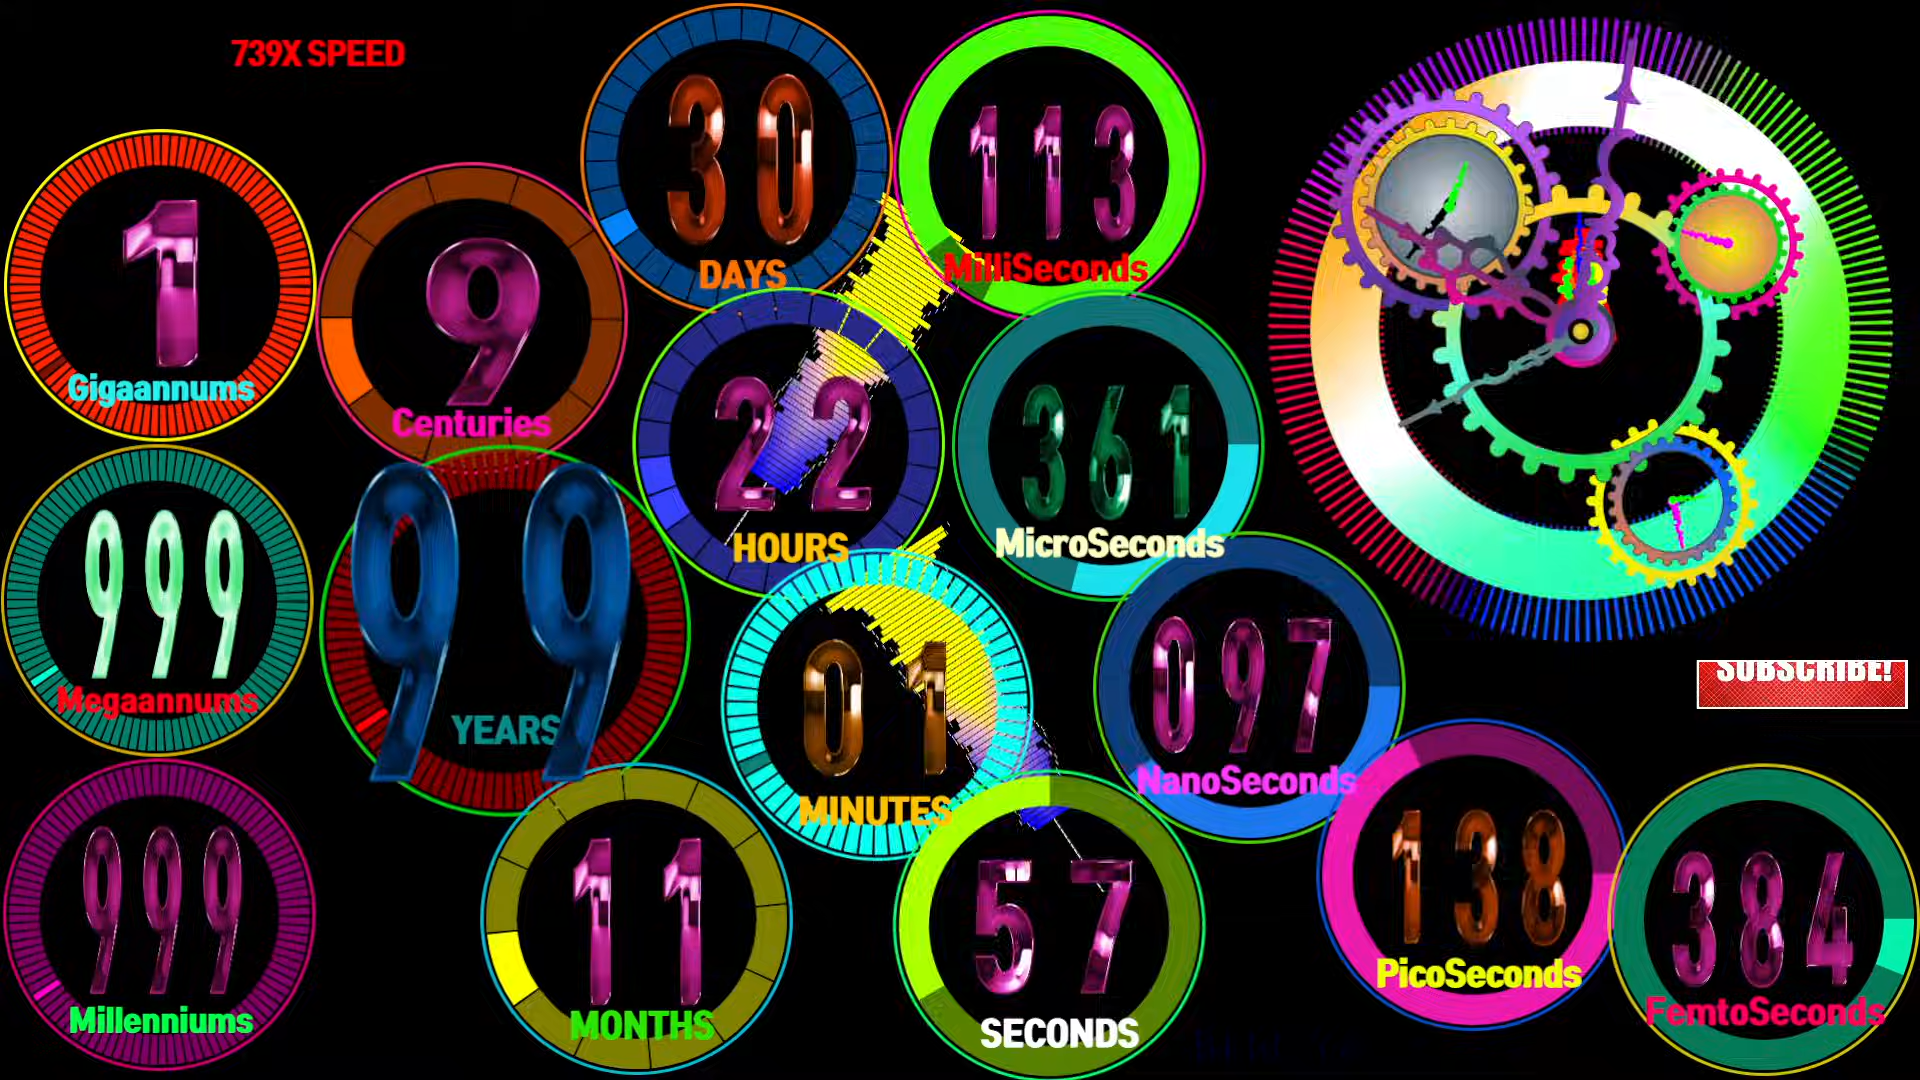 739X SPEED
1
Gigaannums
9
Centuries
30
DAYS
113
MilliSeconds
999
Megaannums
99
YEARS
22
HOURS
361
MicroSeconds
01
MINUTES
097
NanoSeconds
SUBSCRIBE!
999
Millenniums
11
MONTHS
57
SECONDS
138
PicoSeconds
384
FemtoSeconds